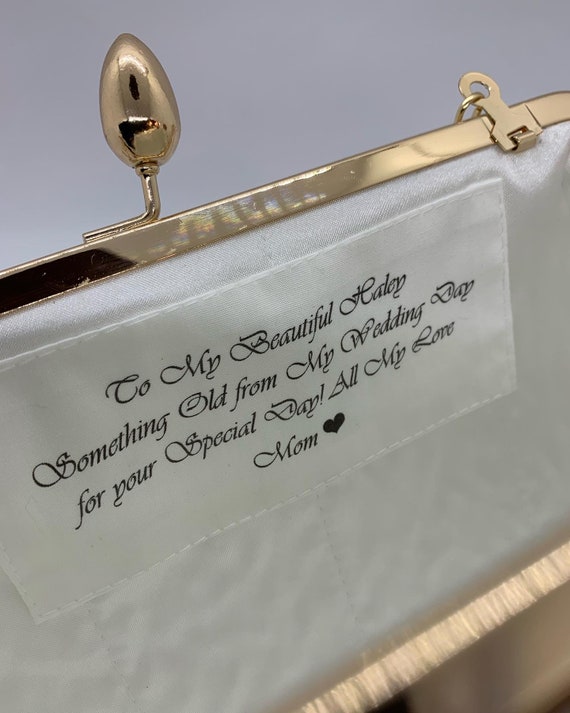 To My Beautiful Haley
Something Old from My Wedding Day
for your Special Day! All My Love
Mom ❤